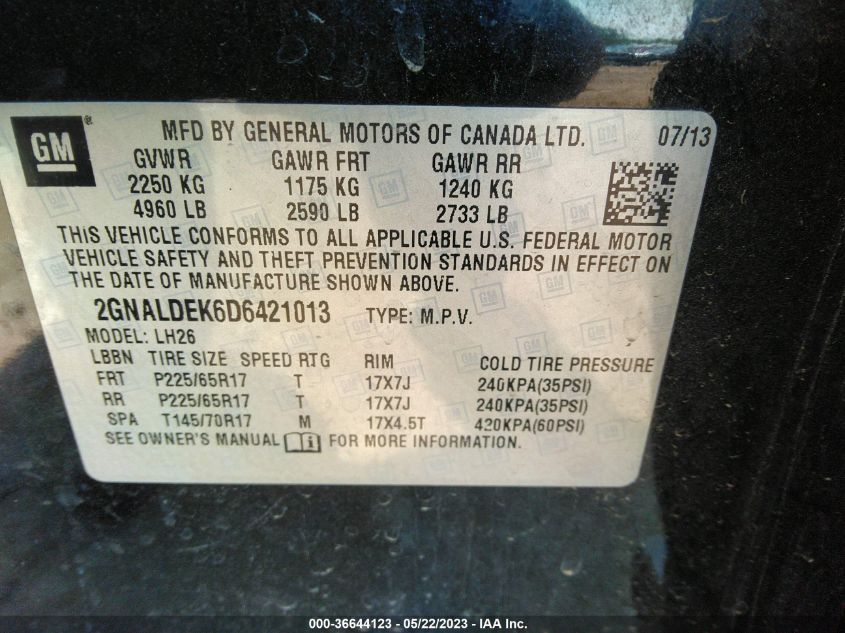 GM ® MFD BY GENERAL MOTORS OF CANADA LTD. 07/13
GVWR GAWR FRT GAWR RR
2250 KG 1175 KG 1240 KG
4960 LB 2590 LB 2733 LB
THIS VEHICLE CONFORMS TO ALL APPLICABLE U.S. FEDERAL MOTOR
VEHICLE SAFETY AND THEFT PREVENTION STANDARDS IN EFFECT ON
THE DATE OF MANUFACTURE SHOWN ABOVE.
2GNALDEK6D6421013 TYPE: M.P.V.
MODEL: LH26
LBBN TIRE SIZE SPEED RTG RIM COLD TIRE PRESSURE
FRT P225/65R17 T 17X7J 240KPA(35PSI)
RR P225/65R17 T 17X7J 240KPA(35PSI)
SPA T145/70R17 M 17X4.5T 420KPA(60PSI)
SEE OWNER'S MANUAL FOR MORE INFORMATION.
000-36644123 - 05/22/2023 - IAA Inc.